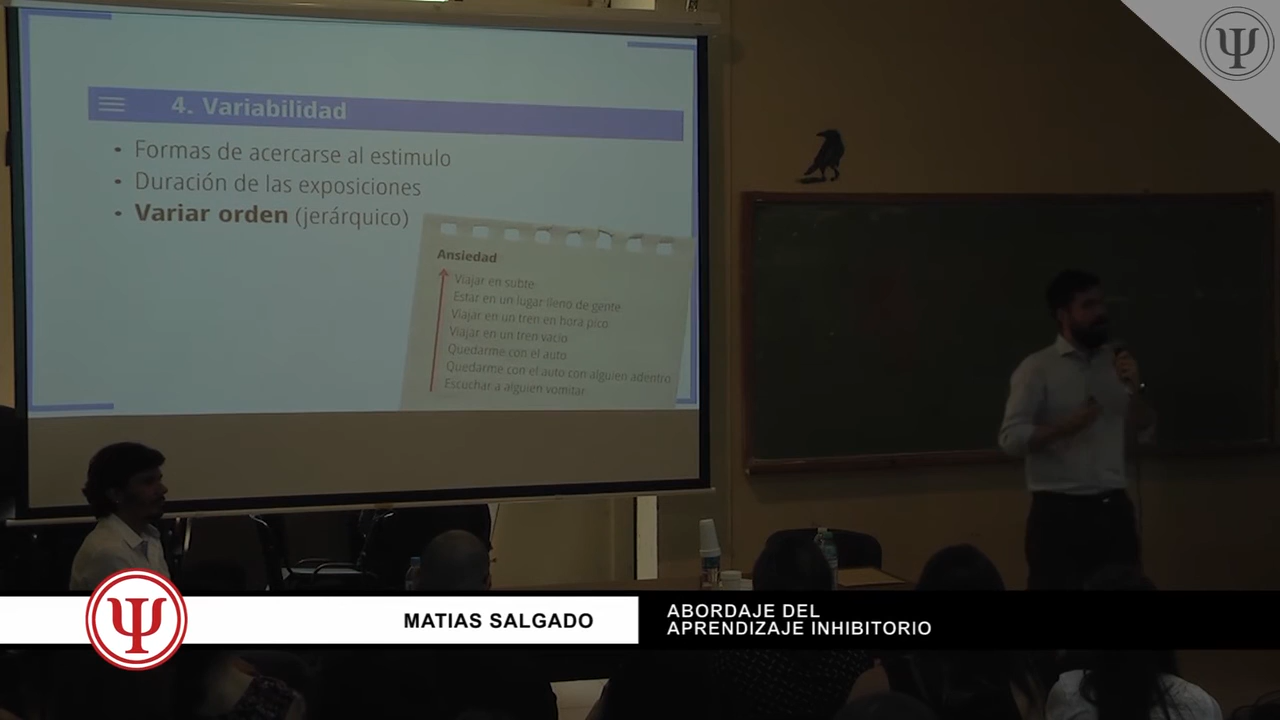 4. Variabilidad
• Formas de acercarse al estimulo
• Duración de las exposiciones
• Variar orden (jerárquico)
Ansiedad
Viajar en subte
Estar en un lugar lleno de gente
Viajar en un tren en hora pico
Viajar en un tren vacío
Quedarme con el auto
Quedarme con el auto con alguien adentro
Escuchar a alguien vomitar
Ψ
Ψ
MATIAS SALGADO
ABORDAJE DEL
APRENDIZAJE INHIBITORIO